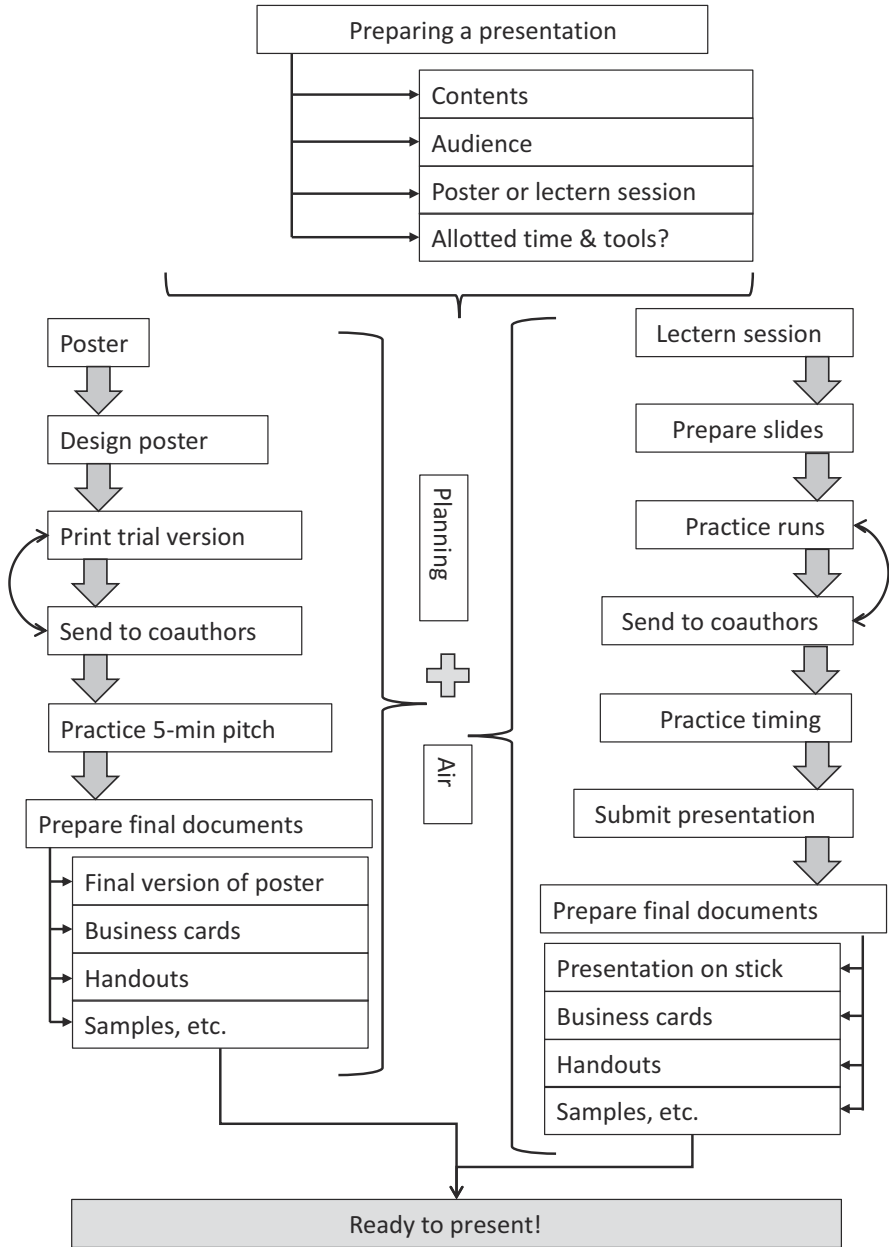 Preparing a presentation
Contents
Audience
Poster or lectern session
Allotted time & tools?
Poster
Design poster
Print trial version
Send to coauthors
Practice 5-min pitch
Prepare final documents
Final version of poster
Business cards
Handouts
Samples, etc.
Planning
Air
Lectern session
Prepare slides
Practice runs
Send to coauthors
Practice timing
Submit presentation
Prepare final documents
Presentation on stick
Business cards
Handouts
Samples, etc.
Ready to present!